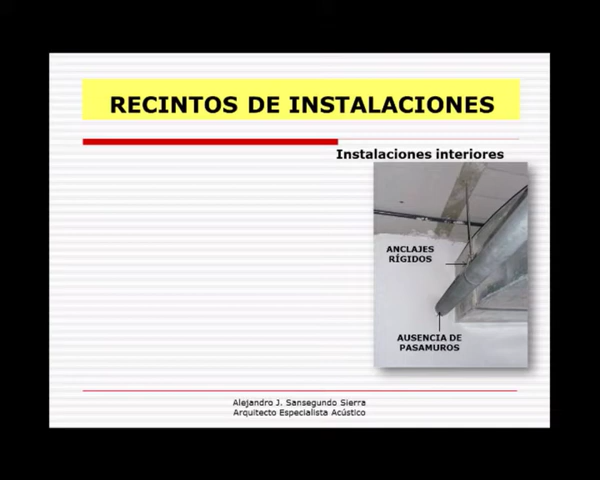 RECINTOS DE INSTALACIONES
Instalaciones interiores
ANCLAJES
RÍGIDOS
AUSENCIA DE
PASAMUROS
Alejandro J. Sansegundo Sierra
Arquitecto Especialista Acústico